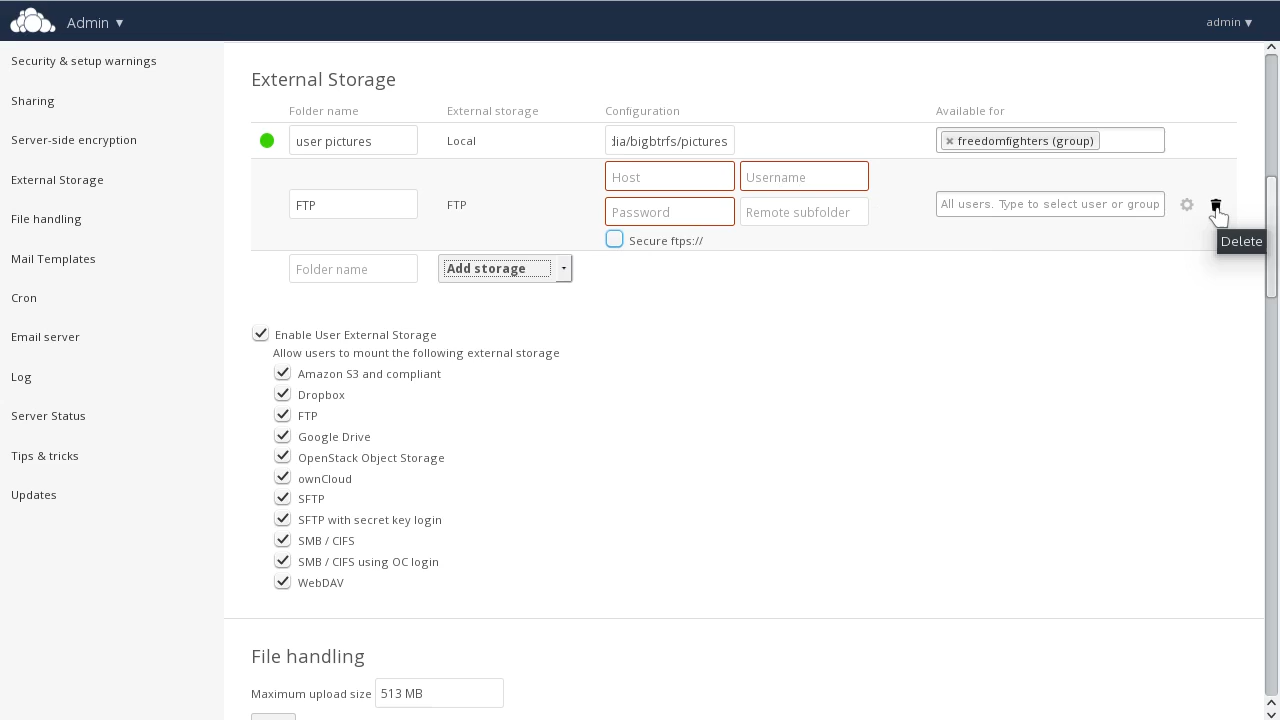 Admin ▼
admin ▼
Security & setup warnings
Sharing
Server-side encryption
External Storage
File handling
Mail Templates
Cron
Email server
Log
Server Status
Tips & tricks
Updates
External Storage
Folder name External storage Configuration Available for
user pictures Local dia/bigbtrfs/pictures ✖ freedomfighters (group)
Host Username
FTP FTP All users. Type to select user or group
Password Remote subfolder
Secure ftps://
Delete
Folder name Add storage
Enable User External Storage
Allow users to mount the following external storage
Amazon S3 and compliant
Dropbox
FTP
Google Drive
OpenStack Object Storage
ownCloud
SFTP
SFTP with secret key login
SMB / CIFS
SMB / CIFS using OC login
WebDAV
File handling
Maximum upload size 513 MB